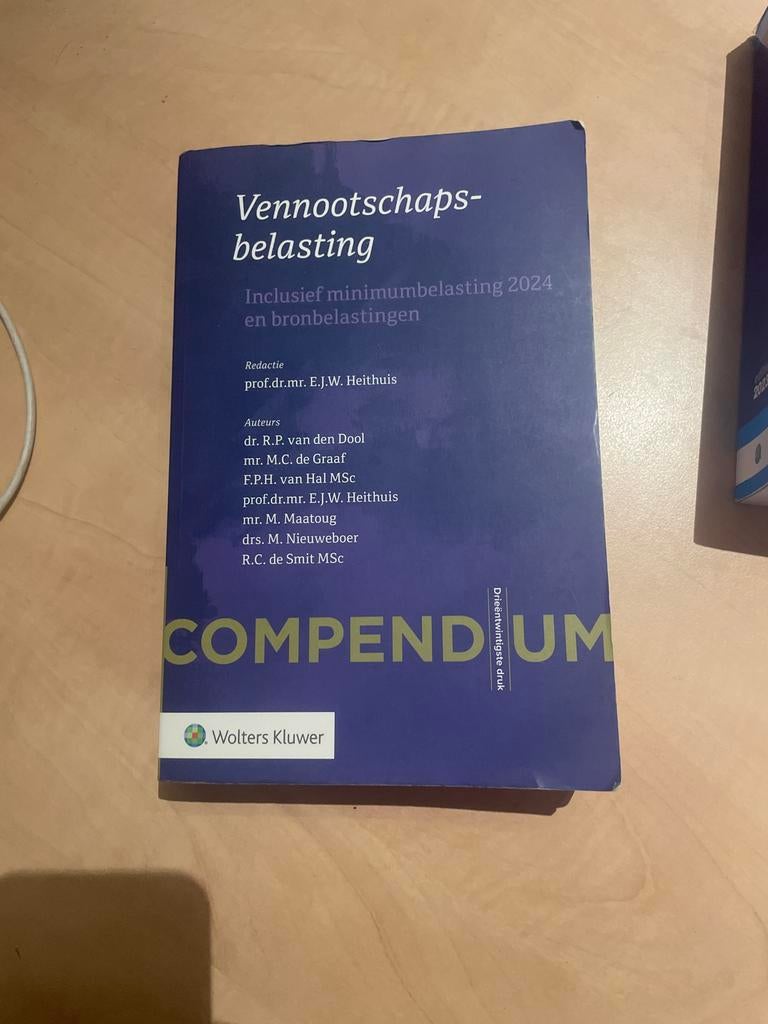 Vennootschaps-
belasting
Inclusief minimumbelasting 2024
en bronbelastingen
Redactie
prof.dr.mr. E.J.W. Heithuis
Auteurs
dr. R.P. van den Dool
mr. M.C. de Graaf
F.P.H. van Hal MSc
prof.dr.mr. E.J.W. Heithuis
mr. M. Maatoug
drs. M. Nieuweboer
R.C. de Smit MSc
COMPENDIUM
Drieëntwintigste druk
Wolters Kluwer